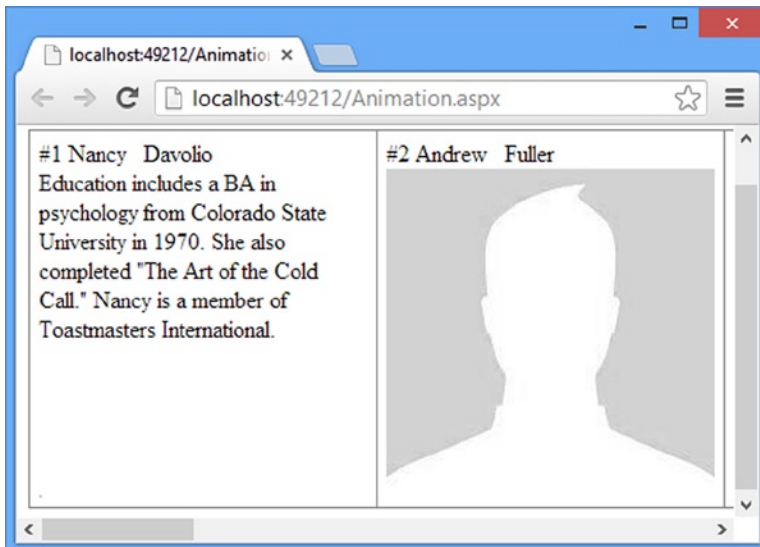 localhost:49212/Animatio
localhost:49212/Animation.aspx
#1 Nancy Davolio
Education includes a BA in
psychology from Colorado State
University in 1970. She also
completed "The Art of the Cold
Call." Nancy is a member of
Toastmasters International.
#2 Andrew Fuller